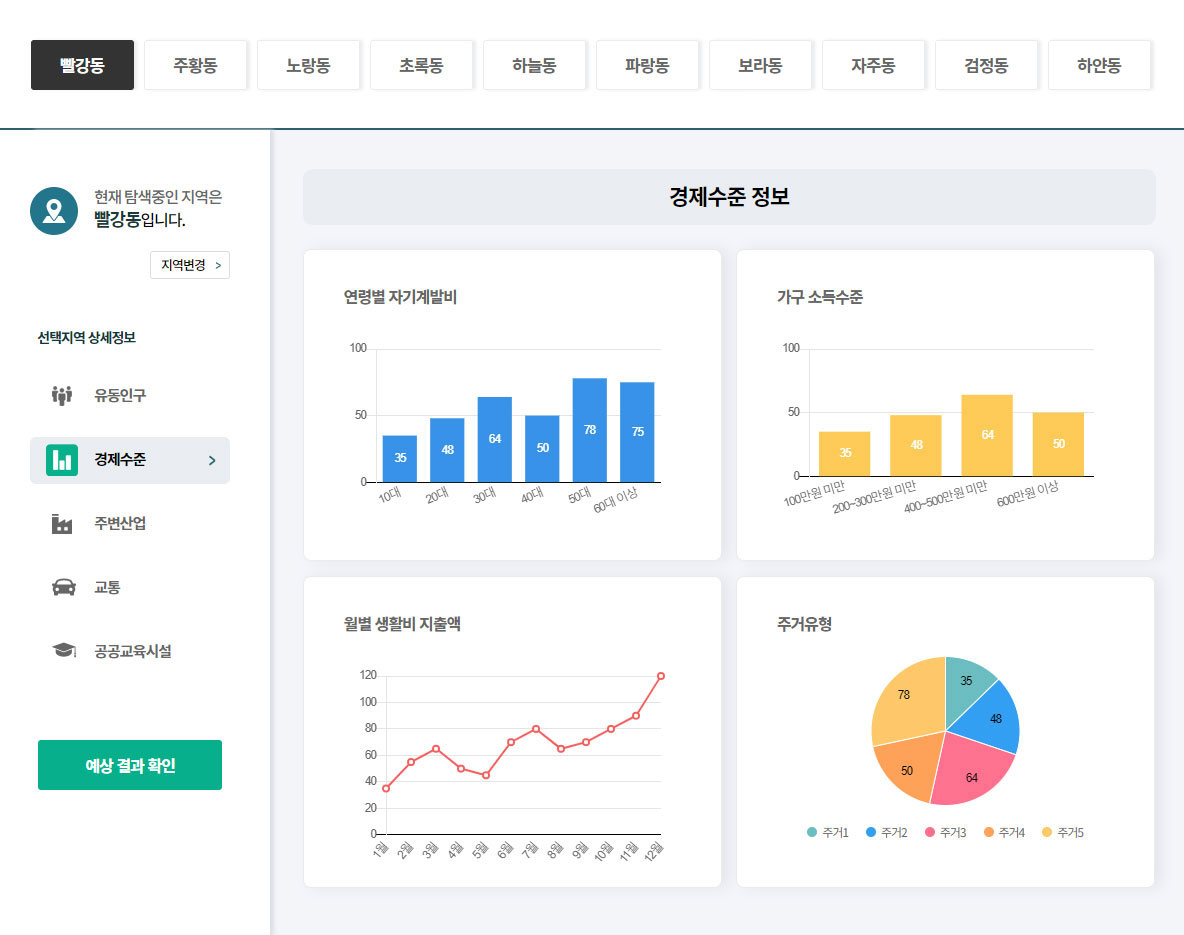 빨강동 주황동 노랑동 초록동 하늘동 파랑동 보라동 자주동 검정동 하얀동
현재 탐색중인 지역은
빨강동입니다.
지역변경 >
선택지역 상세정보
유동인구
경제수준
주변산업
교통
공공교육시설
예상 결과 확인
경제수준 정보
연령별 자기계발비
100
50
0
35 48 64 50 78 75
10대 20대 30대 40대 50대 60대 이상
가구 소득수준
100
50
0
35 48 64 50
100만원 미만 200~300만원 미만 400~500만원 미만 600만원 이상
월별 생활비 지출액
120
100
80
60
40
20
0
1월 2월 3월 4월 5월 6월 7월 8월 9월 10월 11월 12월
주거유형
35
48
64
50
78
주거1 주거2 주거3 주거4 주거5